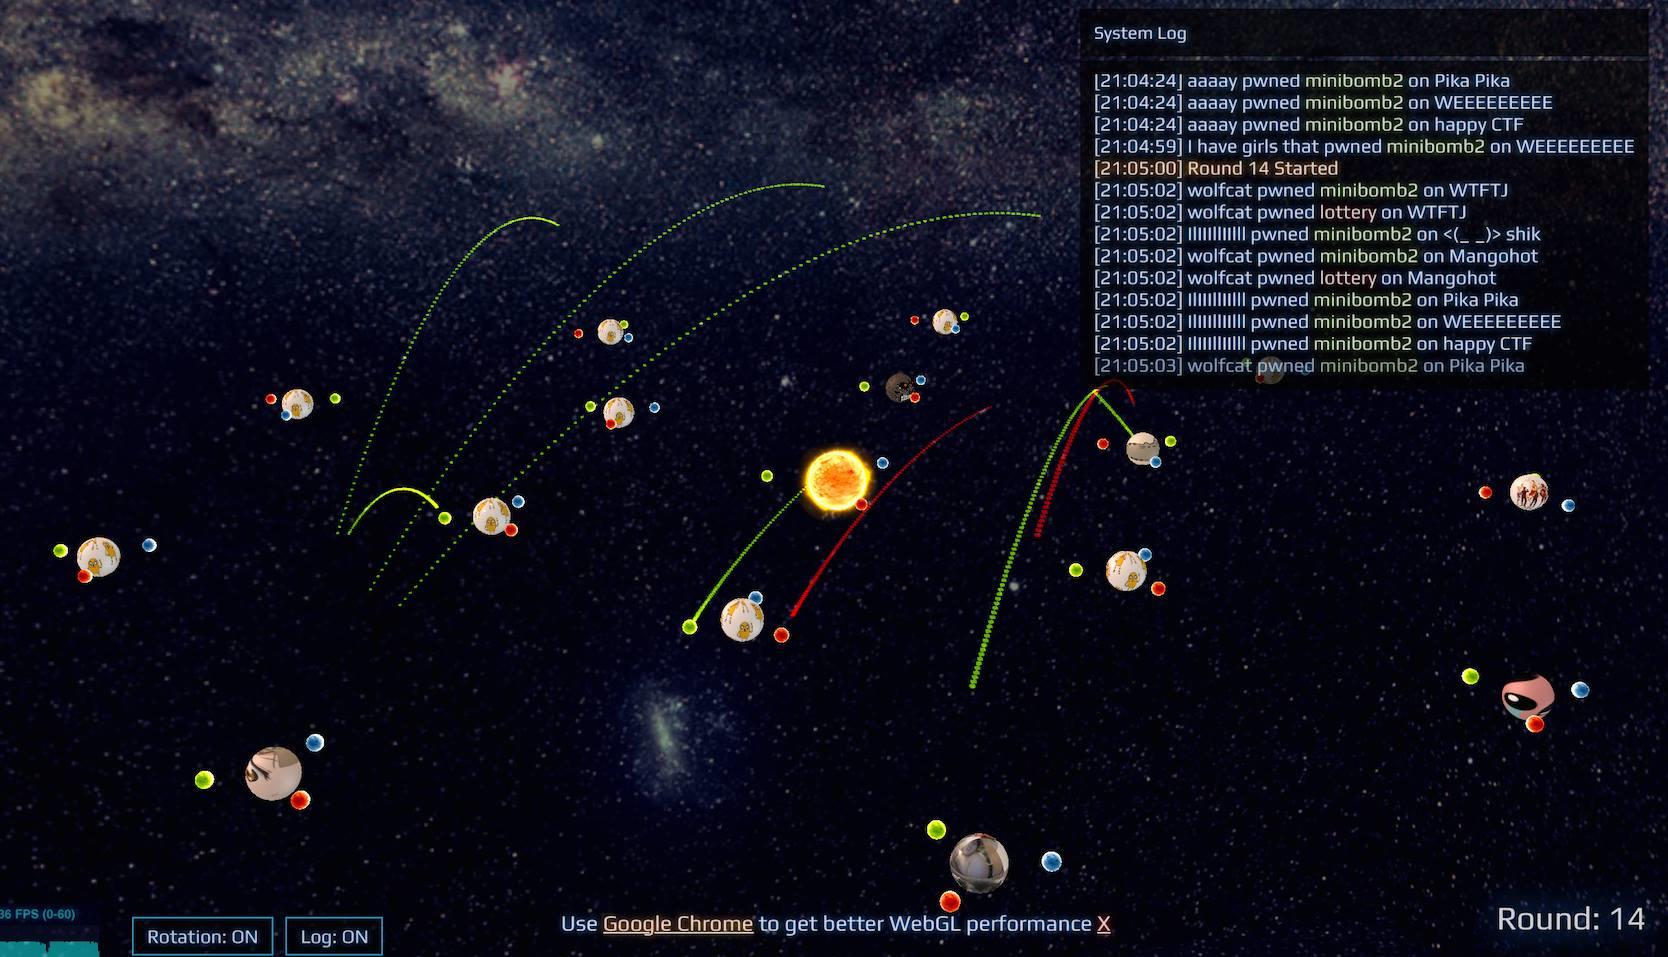 System Log
[21:04:24] aaaay pwned minibomb2 on Pika Pika
[21:04:24] aaaay pwned minibomb2 on WEEEEEEEEE
[21:04:24] aaaay pwned minibomb2 on happy CTF
[21:04:59] I have girls that pwned minibomb2 on WEEEEEEEEE
[21:05:00] Round 14 Started
[21:05:02] wolfcat pwned minibomb2 on WTFTJ
[21:05:02] wolfcat pwned lottery on WTFTJ
[21:05:02] pwned minibomb2 on <(_ _)> shik
[21:05:02] wolfcat pwned minibomb2 on Mangohot
[21:05:02] wolfcat pwned lottery on Mangohot
[21:05:02] pwned minibomb2 on Pika Pika
[21:05:02] pwned minibomb2 on WEEEEEEEEE
[21:05:02] pwned minibomb2 on happy CTF
[21:05:03] wolfcat pwned minibomb2 on Pika Pika
36 FPS (0-60)
Rotation: ON
Log: ON
Use Google Chrome to get better WebGL performance X
Round: 14